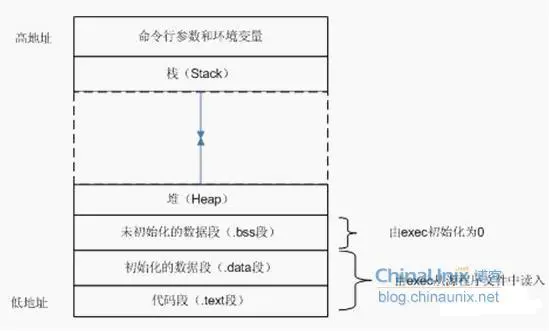 高地址
命令行参数和环境变量
栈（Stack）
堆（Heap）
未初始化的数据段（.bss段）
由exec初始化为0
初始化的数据段（.data段）
ChinaUnix 博客
由exec从源程序文件中读入
blog.chinaunix.net
低地址
代码段（.text段）